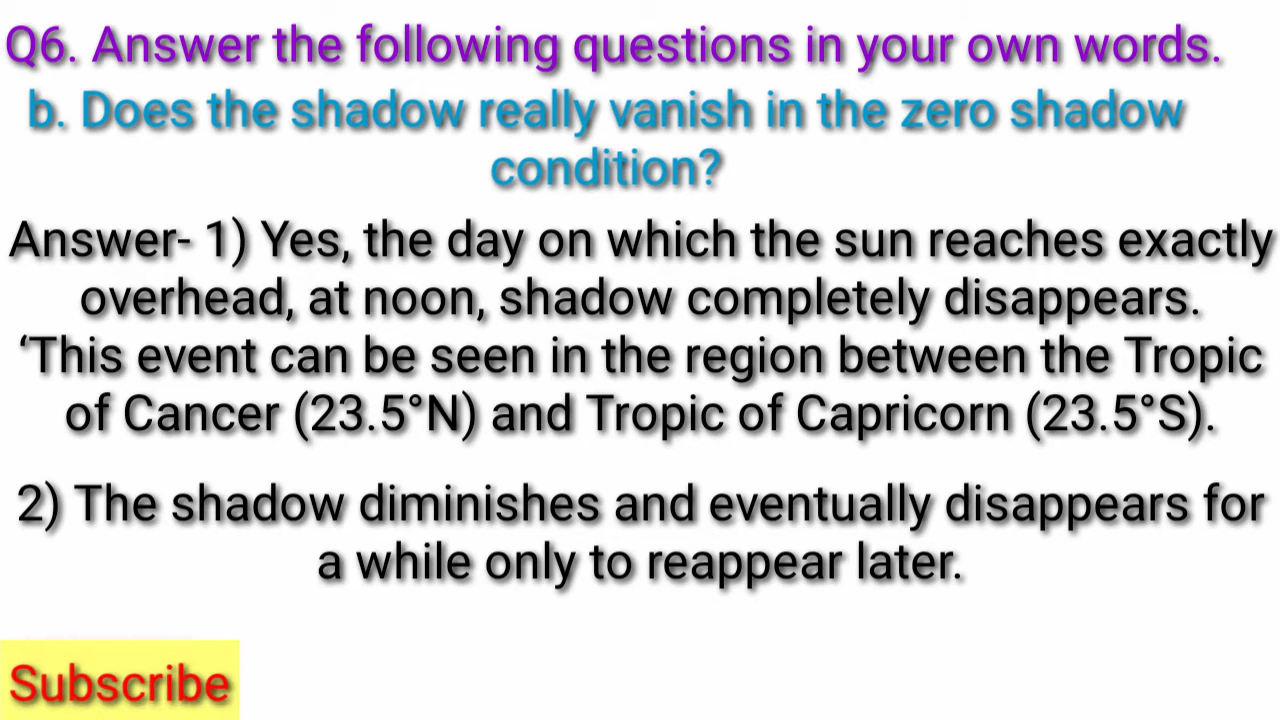 Q6. Answer the following questions in your own words.
b. Does the shadow really vanish in the zero shadow
condition?
Answer- 1) Yes, the day on which the sun reaches exactly
overhead, at noon, shadow completely disappears.
‘This event can be seen in the region between the Tropic
of Cancer (23.5°N) and Tropic of Capricorn (23.5°S).
2) The shadow diminishes and eventually disappears for
a while only to reappear later.
Subscribe